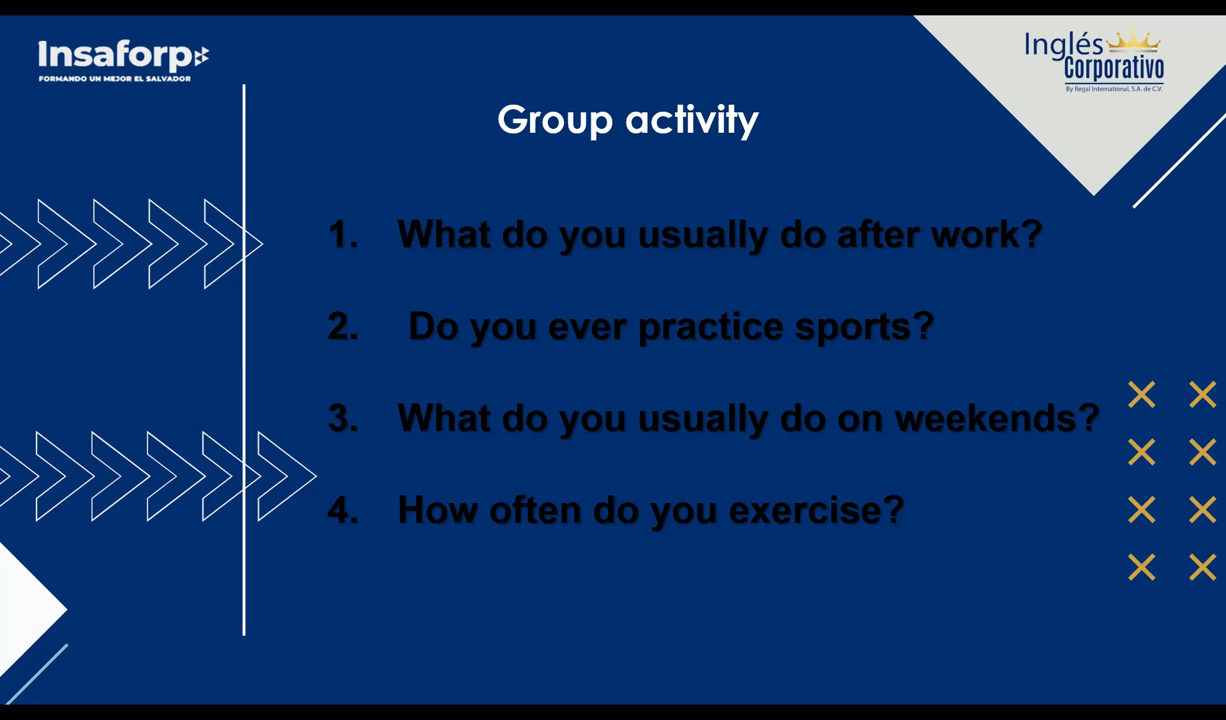 Insaforp
FORMANDO UN MEJOR EL SALVADOR
Inglés
Corporativo
By Regal International, S.A. de C.V.
Group activity
1. What do you usually do after work?
2. Do you ever practice sports?
3. What do you usually do on weekends?
4. How often do you exercise?